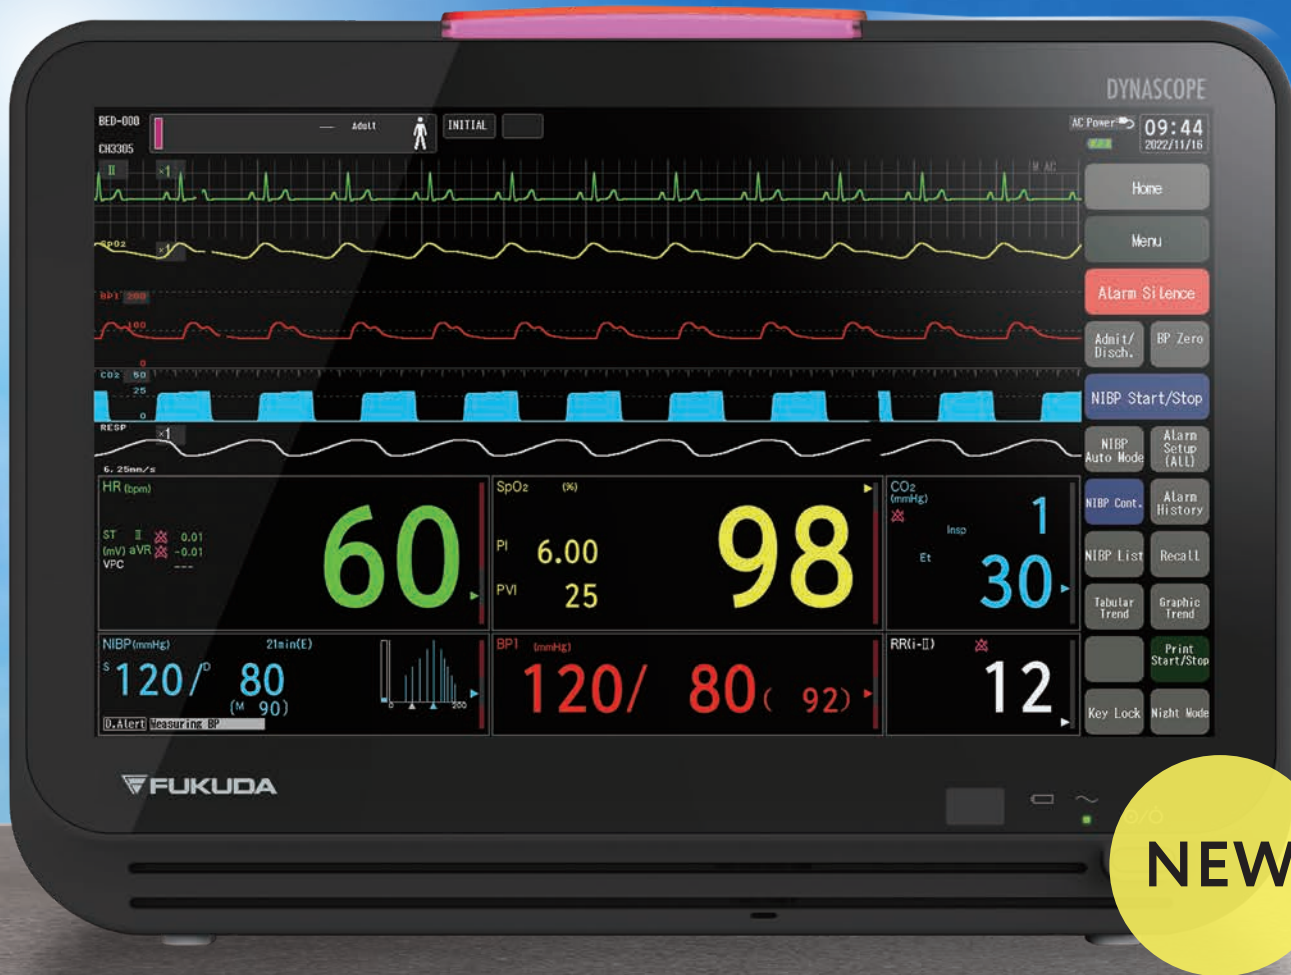 DYNASCOPE
BED-000
Adult
INITIAL
AC Power
09:44
2022/11/16
CH3305
II
×1
M AC
SpO2
×1
BP1 200
100
0
CO2 50
25
0
RESP
×1
6.25mm/s
Home
Menu
Alarm Silence
Admit/
Disch.
BP Zero
NIBP Start/Stop
NIBP
Auto Mode
Alarm
Setup
(ALL)
NIBP Cont.
Alarm
History
NIBP List
Recall
Tabular
Trend
Graphic
Trend
Print
Start/Stop
Key Lock
Night Mode
HR (bpm)
60
ST II 0.01
(mV) aVR -0.01
VPC ---
SpO2 (%)
98
PI 6.00
PVI 25
CO2
(mmHg)
Insp 1
Et 30
NIBP(mmHg) 21min(E)
S 120/ D 80
(M 90)
0 200
D.Alert Measuring BP
BP1 (mmHg)
120/ 80 ( 92)
RR(i-II)
12
FUKUDA
NEW